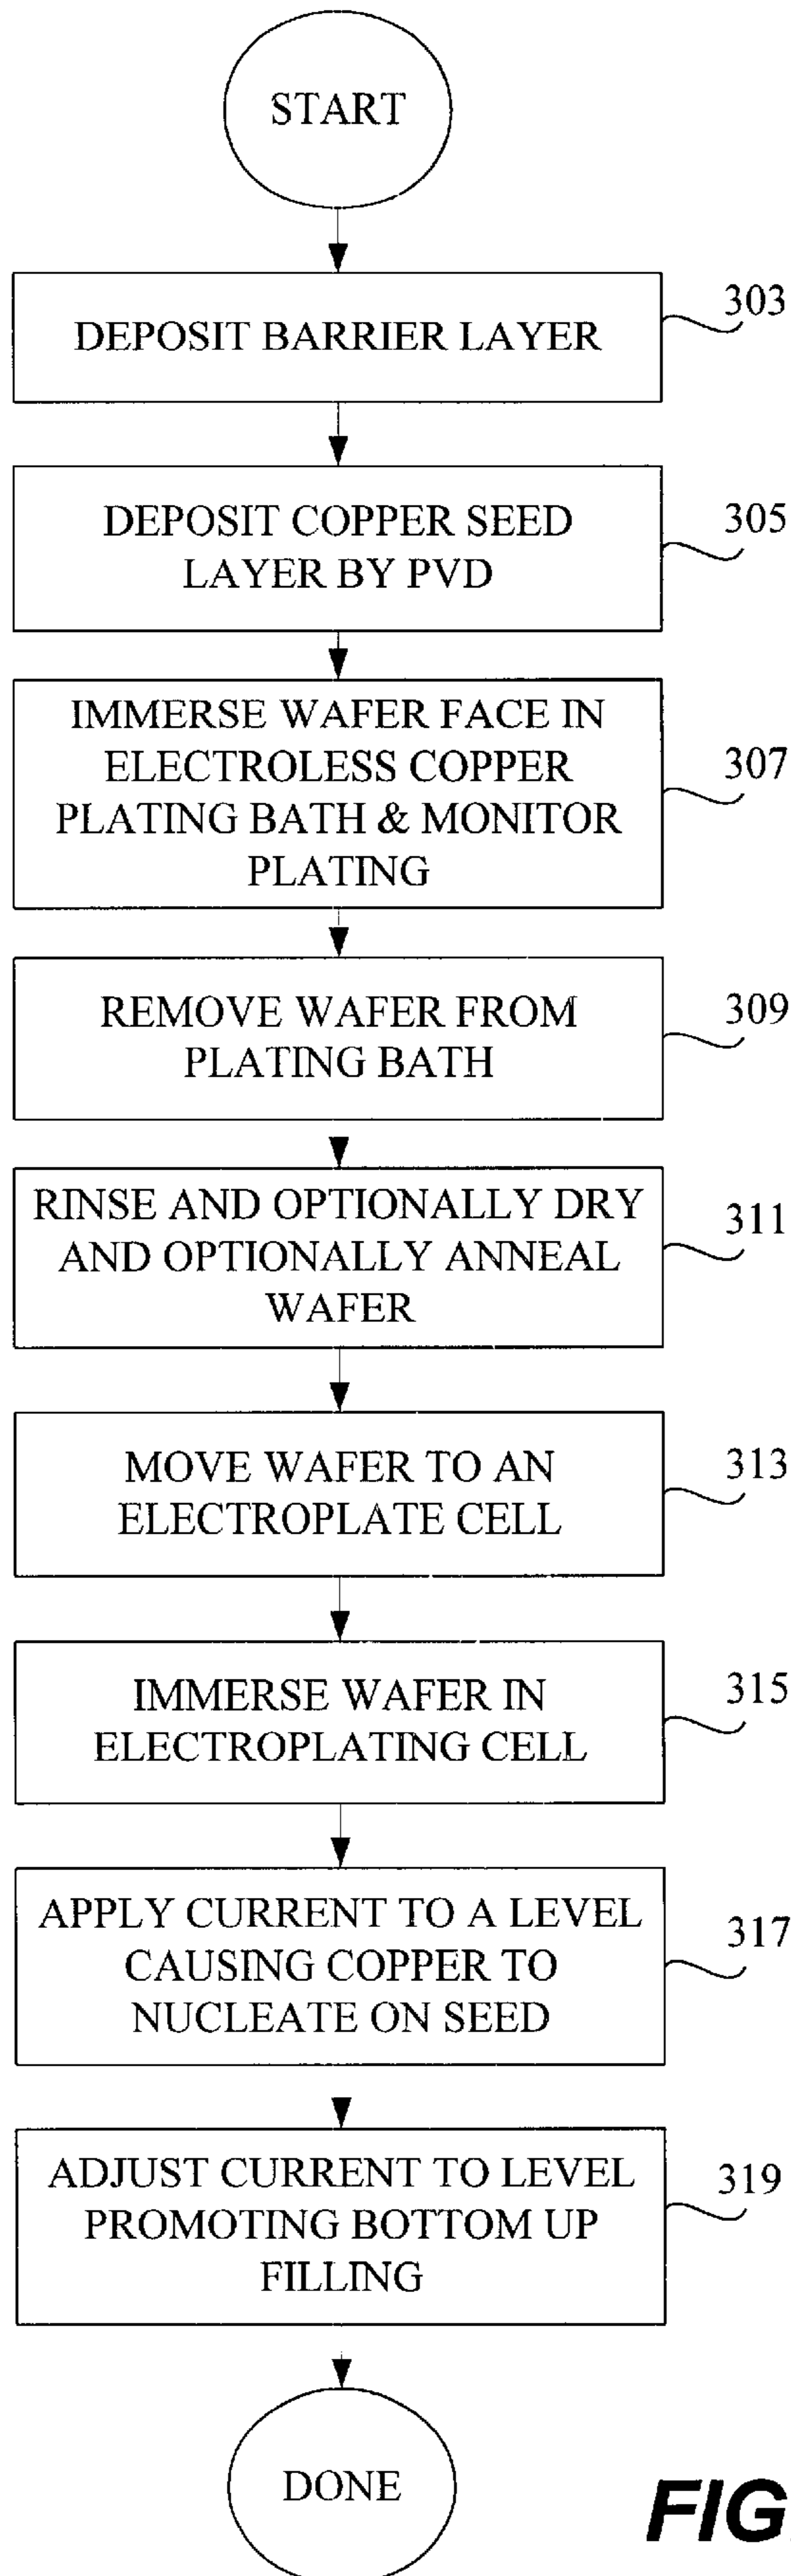 START
DEPOSIT BARRIER LAYER
303
DEPOSIT COPPER SEED
LAYER BY PVD
305
IMMERSE WAFER FACE IN
ELECTROLESS COPPER
PLATING BATH & MONITOR
PLATING
307
REMOVE WAFER FROM
PLATING BATH
309
RINSE AND OPTIONALLY DRY
AND OPTIONALLY ANNEAL
WAFER
311
MOVE WAFER TO AN
ELECTROPLATE CELL
313
IMMERSE WAFER IN
ELECTROPLATING CELL
315
APPLY CURRENT TO A LEVEL
CAUSING COPPER TO
NUCLEATE ON SEED
317
ADJUST CURRENT TO LEVEL
PROMOTING BOTTOM UP
FILLING
319
DONE
FIG.